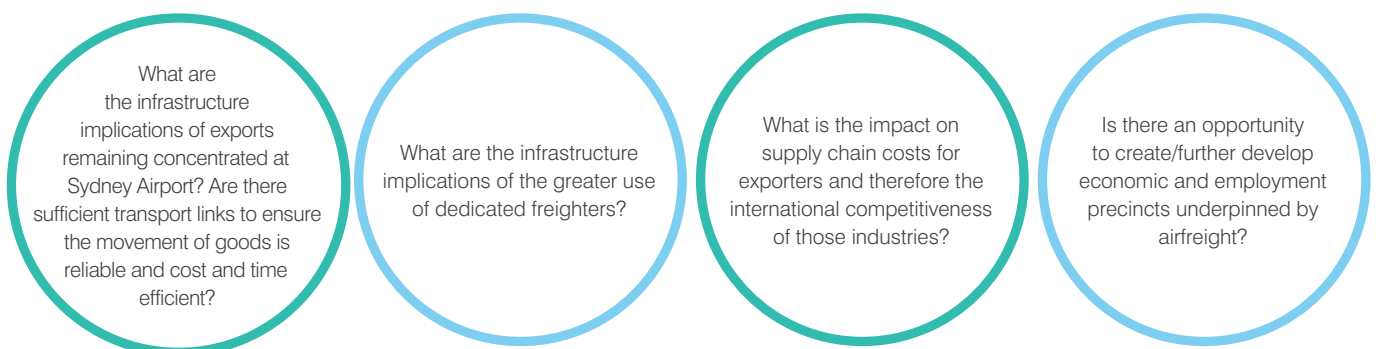 What are
the infrastructure
implications of exports
remaining concentrated at
Sydney Airport? Are there
sufficient transport links to ensure
the movement of goods is
reliable and cost and time
efficient?
What are the infrastructure
implications of the greater use
of dedicated freighters?
What is the impact on
supply chain costs for
exporters and therefore the
international competitiveness
of those industries?
Is there an opportunity
to create/further develop
economic and employment
precincts underpinned by
airfreight?